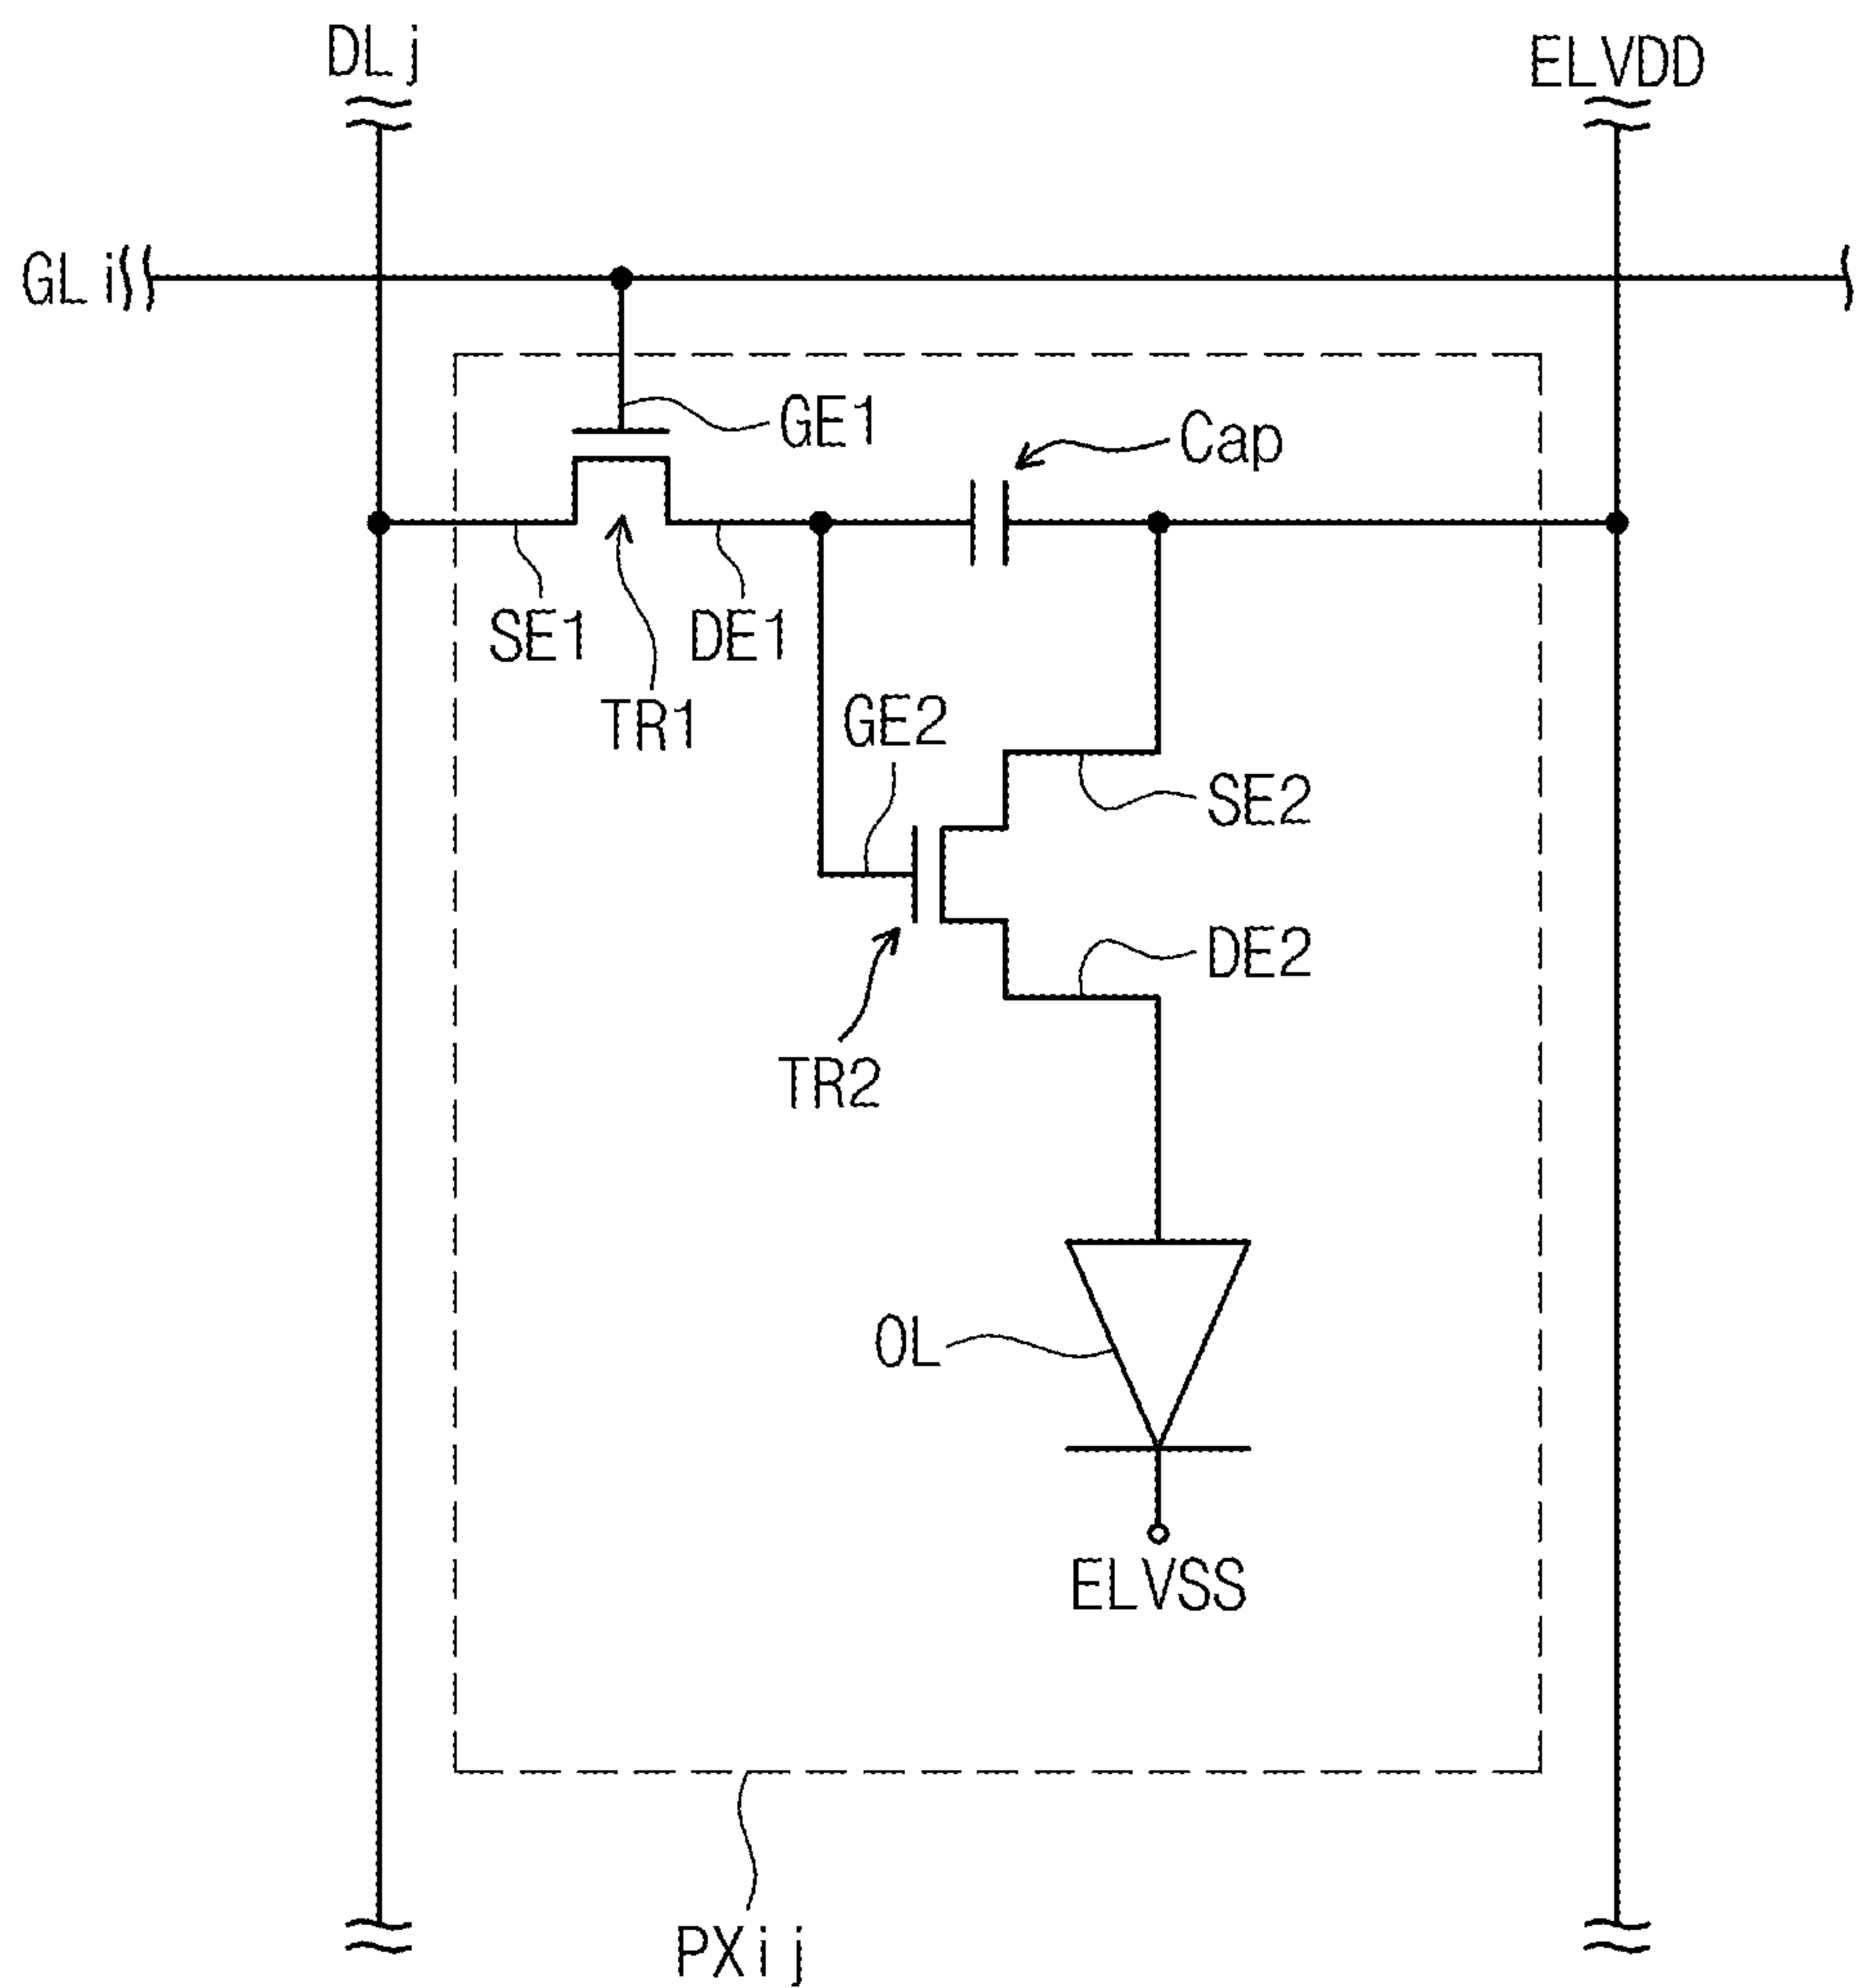 DLj
ELVDD
GLi
GE1
Cap
SE1
DE1
TR1
GE2
SE2
DE2
TR2
OL
ELVSS
PXij